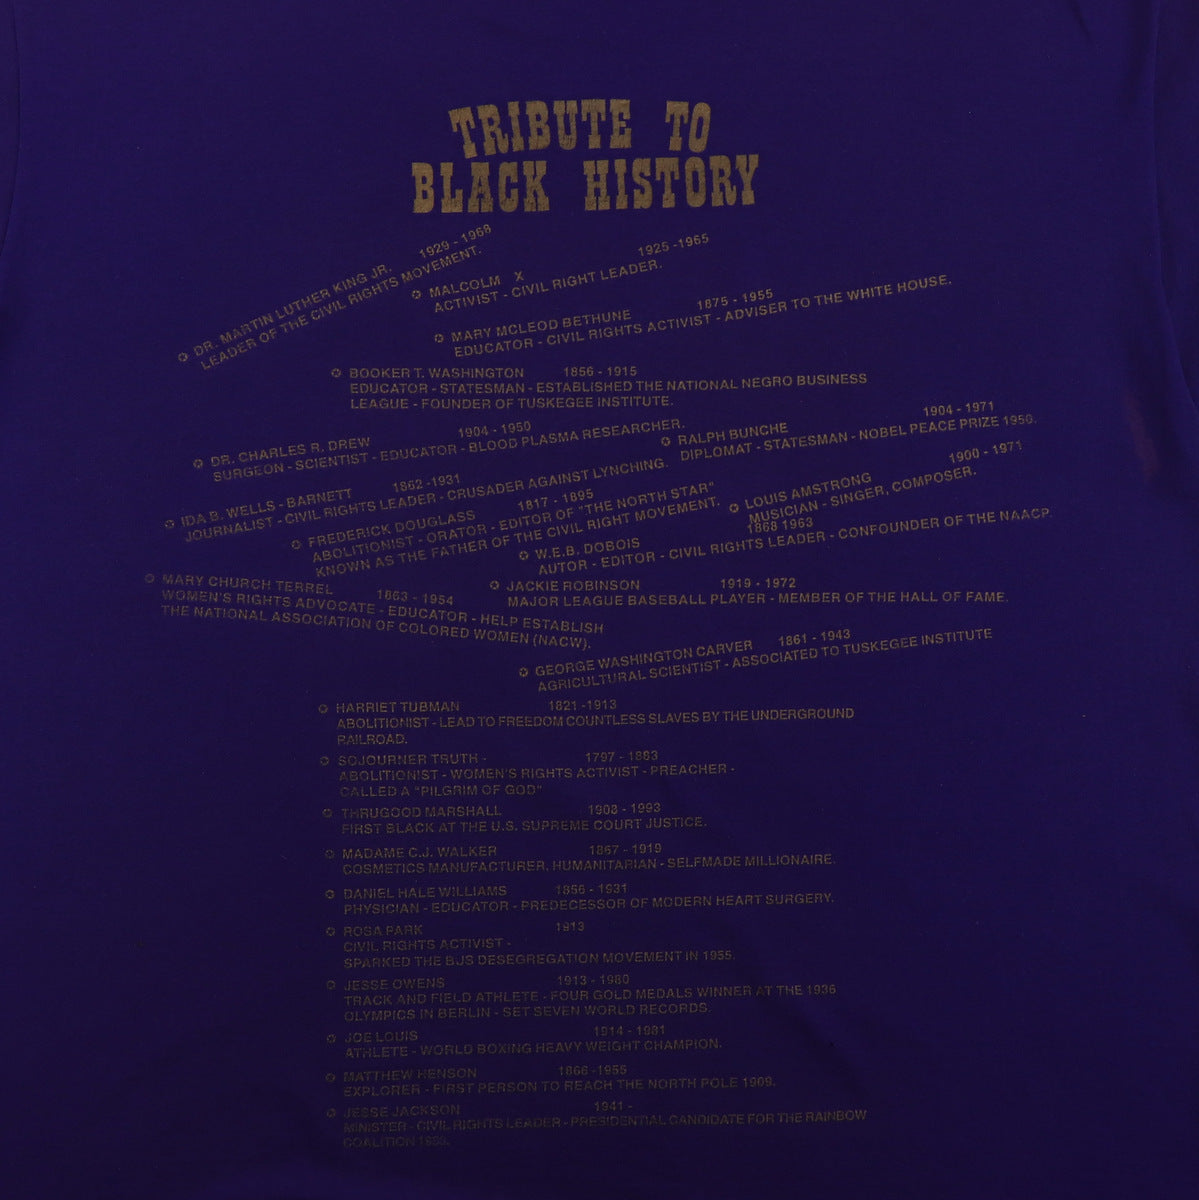 TRIBUTE TO
BLACK HISTORY
DR. MARTIN LUTHER KING JR. 1929 - 1968
LEADER OF THE CIVIL RIGHTS MOVEMENT.
MALCOLM X 1925 -1965
ACTIVIST - CIVIL RIGHT LEADER.
MARY MCLEOD BETHUNE 1875 - 1955
EDUCATOR - CIVIL RIGHTS ACTIVIST - ADVISER TO THE WHITE HOUSE.
BOOKER T. WASHINGTON 1856 - 1915
EDUCATOR - STATESMAN - ESTABLISHED THE NATIONAL NEGRO BUSINESS
LEAGUE - FOUNDER OF TUSKEGEE INSTITUTE.
DR. CHARLES R. DREW 1904 - 1950
SURGEON - SCIENTIST - EDUCATOR - BLOOD PLASMA RESEARCHER.
RALPH BUNCHE 1904 - 1971
DIPLOMAT - STATESMAN - NOBEL PEACE PRIZE 1950.
IDA B. WELLS - BARNETT 1862 -1931
JOURNALIST - CIVIL RIGHTS LEADER - CRUSADER AGAINST LYNCHING.
LOUIS AMSTRONG 1900 - 1971
MUSICIAN - SINGER, COMPOSER.
FREDERICK DOUGLASS 1817 - 1895
ABOLITIONIST - ORATOR - EDITOR OF "THE NORTH STAR"
KNOWN AS THE FATHER OF THE CIVIL RIGHT MOVEMENT.
W.E.B. DOBOIS 1868 1963
AUTOR - EDITOR - CIVIL RIGHTS LEADER - CONFOUNDER OF THE NAACP.
MARY CHURCH TERREL 1863 - 1954
WOMEN'S RIGHTS ADVOCATE - EDUCATOR - HELP ESTABLISH
THE NATIONAL ASSOCIATION OF COLORED WOMEN (NACW).
JACKIE ROBINSON 1919 - 1972
MAJOR LEAGUE BASEBALL PLAYER - MEMBER OF THE HALL OF FAME.
GEORGE WASHINGTON CARVER 1861 - 1943
AGRICULTURAL SCIENTIST - ASSOCIATED TO TUSKEGEE INSTITUTE
HARRIET TUBMAN 1821 -1913
ABOLITIONIST - LEAD TO FREEDOM COUNTLESS SLAVES BY THE UNDERGROUND
RAILROAD.
SOJOURNER TRUTH - 1797 - 1883
ABOLITIONIST - WOMEN'S RIGHTS ACTIVIST - PREACHER -
CALLED A "PILGRIM OF GOD"
THRUGOOD MARSHALL 1908 - 1993
FIRST BLACK AT THE U.S. SUPREME COURT JUSTICE.
MADAME C.J. WALKER 1867 - 1919
COSMETICS MANUFACTURER, HUMANITARIAN - SELFMADE MILLIONAIRE.
DANIEL HALE WILLIAMS 1856 - 1931
PHYSICIAN - EDUCATOR - PREDECESSOR OF MODERN HEART SURGERY.
ROSA PARK 1913
CIVIL RIGHTS ACTIVIST -
SPARKED THE BJS DESEGREGATION MOVEMENT IN 1955.
JESSE OWENS 1913 - 1980
TRACK AND FIELD ATHLETE - FOUR GOLD MEDALS WINNER AT THE 1936
OLYMPICS IN BERLIN - SET SEVEN WORLD RECORDS.
JOE LOUIS 1914 - 1981
ATHLETE - WORLD BOXING HEAVY WEIGHT CHAMPION.
MATTHEW HENSON 1866 -1955
EXPLORER - FIRST PERSON TO REACH THE NORTH POLE 1909.
JESSE JACKSON 1941 -
MINISTER - CIVIL RIGHTS LEADER - PRESIDENTIAL CANDIDATE FOR THE RAINBOW
COALITION